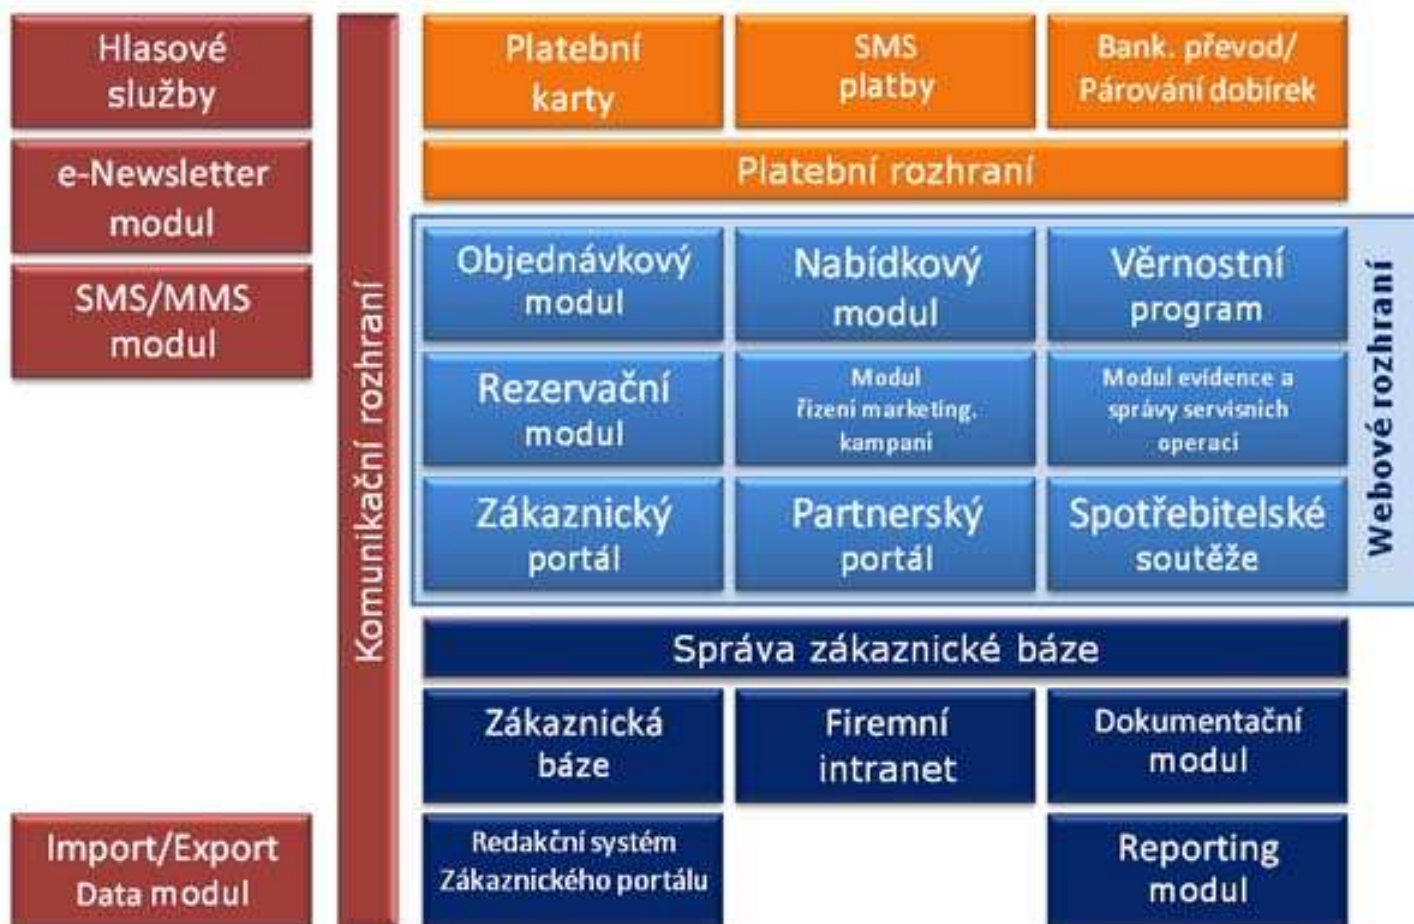 Hlasové
služby
e-Newsletter
modul
SMS/MMS
modul
Import/Export
Data modul
Komunikační rozhraní
Platební
karty
SMS
platby
Bank. převod/
Párování dobírek
Platební rozhraní
Objednávkový
modul
Nabídkový
modul
Věrnostní
program
Rezervační
modul
Modul
řízení marketing.
kampaní
Modul evidence a
správy servisních
operací
Zákaznický
portál
Partnerský
portál
Spotřebitelské
soutěže
Webové rozhraní
Správa zákaznické báze
Zákaznická
báze
Firemní
intranet
Dokumentační
modul
Redakční systém
Zákaznického portálu
Reporting
modul